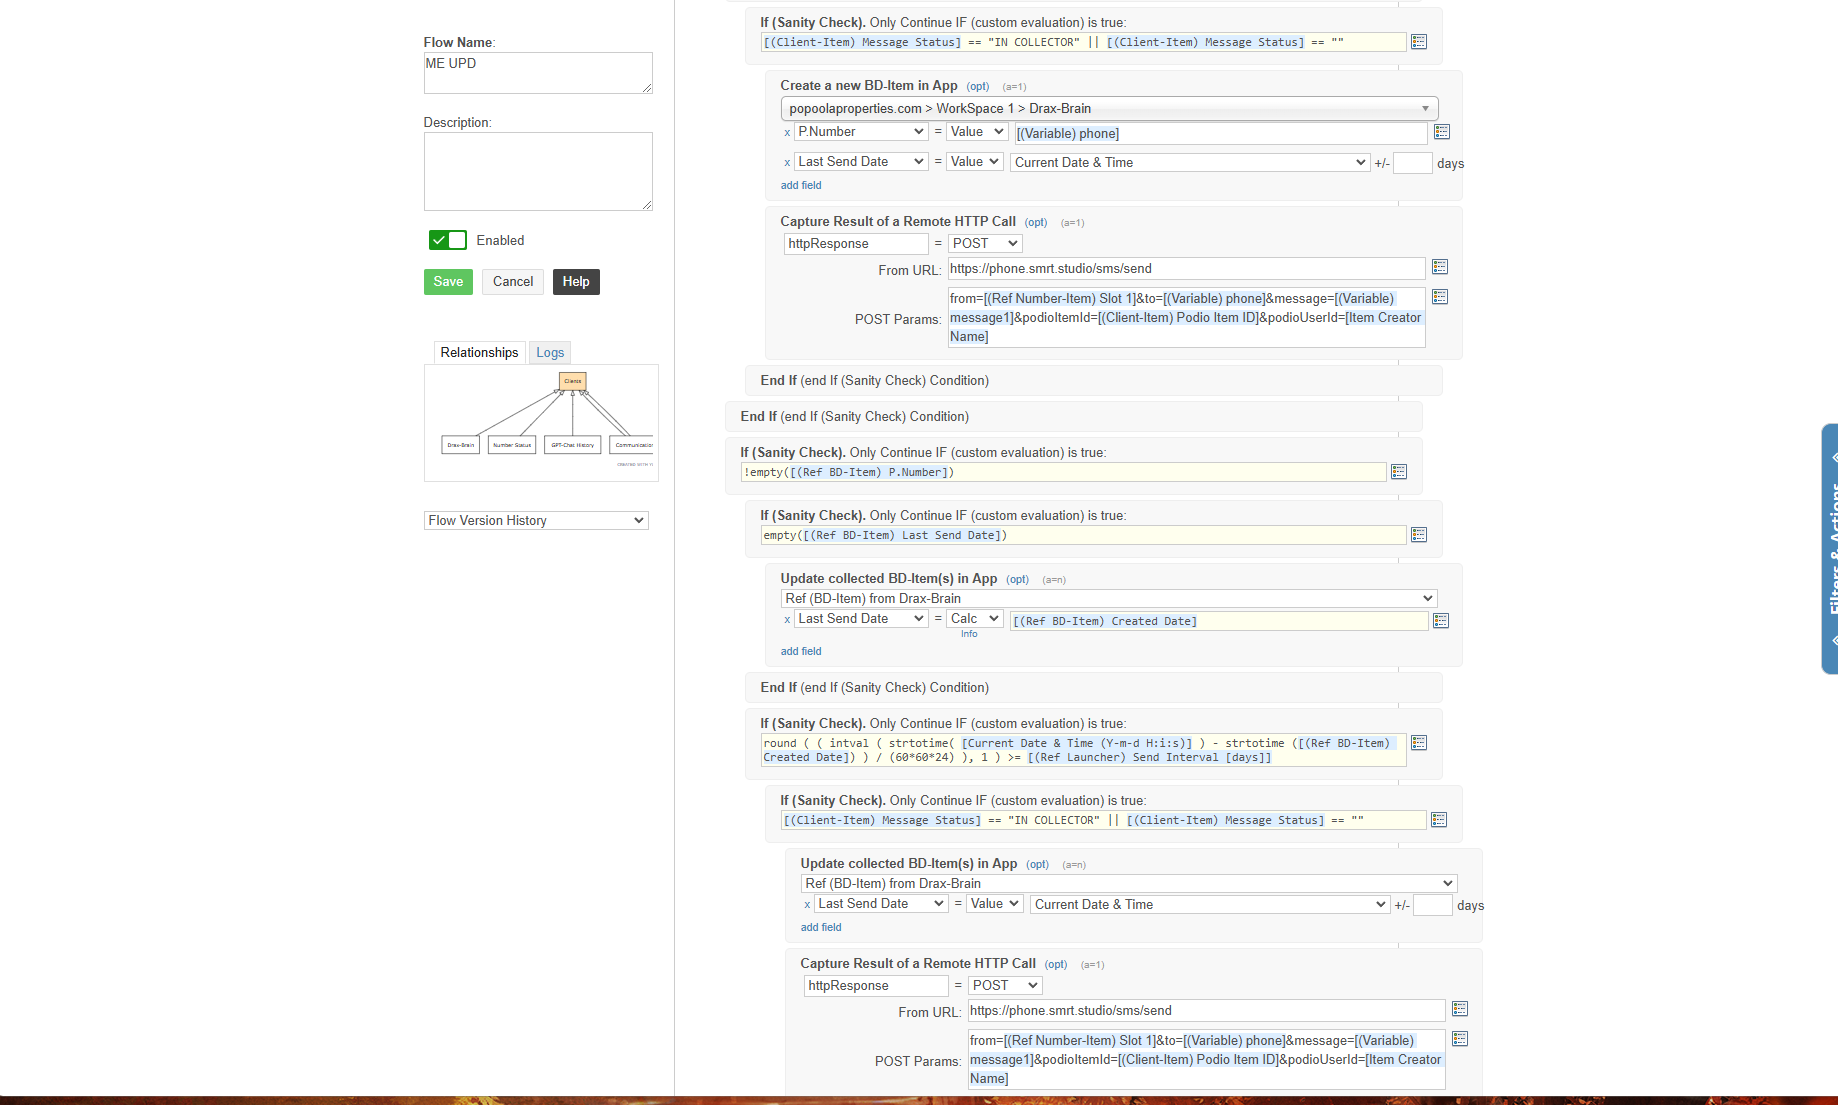 Flow Name:
ME UPD
Description:
Enabled
Save Cancel Help
Relationships Logs
Clients
Drax-Brain Number Status GPT-Chat History Communication
Flow Version History
If (Sanity Check). Only Continue IF (custom evaluation) is true:
[(Client-Item) Message Status] == "IN COLLECTOR" || [(Client-Item) Message Status] == ""
Create a new BD-Item in App (opt) (a=1)
popoolaproperties.com > WorkSpace 1 > Drax-Brain
x P.Number = Value [(Variable) phone]
x Last Send Date = Value Current Date & Time +/- days
add field
Capture Result of a Remote HTTP Call (opt) (a=1)
httpResponse = POST
From URL: https://phone.smrt.studio/sms/send
POST Params: from=[(Ref Number-Item) Slot 1]&to=[(Variable) phone]&message=[(Variable)
message1]&podioItemId=[(Client-Item) Podio Item ID]&podioUserId=[Item Creator
Name]
End If (end If (Sanity Check) Condition)
End If (end If (Sanity Check) Condition)
If (Sanity Check). Only Continue IF (custom evaluation) is true:
!empty([(Ref BD-Item) P.Number])
If (Sanity Check). Only Continue IF (custom evaluation) is true:
empty([(Ref BD-Item) Last Send Date])
Update collected BD-Item(s) in App (opt) (a=n)
Ref (BD-Item) from Drax-Brain
x Last Send Date = Calc [(Ref BD-Item) Created Date]
Info
add field
End If (end If (Sanity Check) Condition)
If (Sanity Check). Only Continue IF (custom evaluation) is true:
round ( ( intval ( strtotime( [Current Date & Time (Y-m-d H:i:s)] ) - strtotime ([(Ref BD-Item)
Created Date]) ) / (60*60*24) ), 1 ) >= [(Ref Launcher) Send Interval [days]]
If (Sanity Check). Only Continue IF (custom evaluation) is true:
[(Client-Item) Message Status] == "IN COLLECTOR" || [(Client-Item) Message Status] == ""
Update collected BD-Item(s) in App (opt) (a=n)
Ref (BD-Item) from Drax-Brain
x Last Send Date = Value Current Date & Time +/- days
add field
Capture Result of a Remote HTTP Call (opt) (a=1)
httpResponse = POST
From URL: https://phone.smrt.studio/sms/send
POST Params: from=[(Ref Number-Item) Slot 1]&to=[(Variable) phone]&message=[(Variable)
message1]&podioItemId=[(Client-Item) Podio Item ID]&podioUserId=[Item Creator
Name]
Filters & Actions